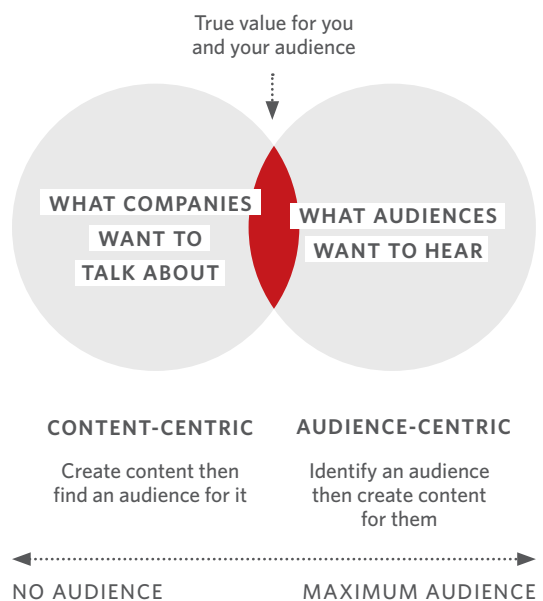 True value for you
and your audience
WHAT COMPANIES
WANT TO
TALK ABOUT
WHAT AUDIENCES
WANT TO HEAR
CONTENT-CENTRIC
Create content then
find an audience for it
AUDIENCE-CENTRIC
Identify an audience
then create content
for them
NO AUDIENCE
MAXIMUM AUDIENCE